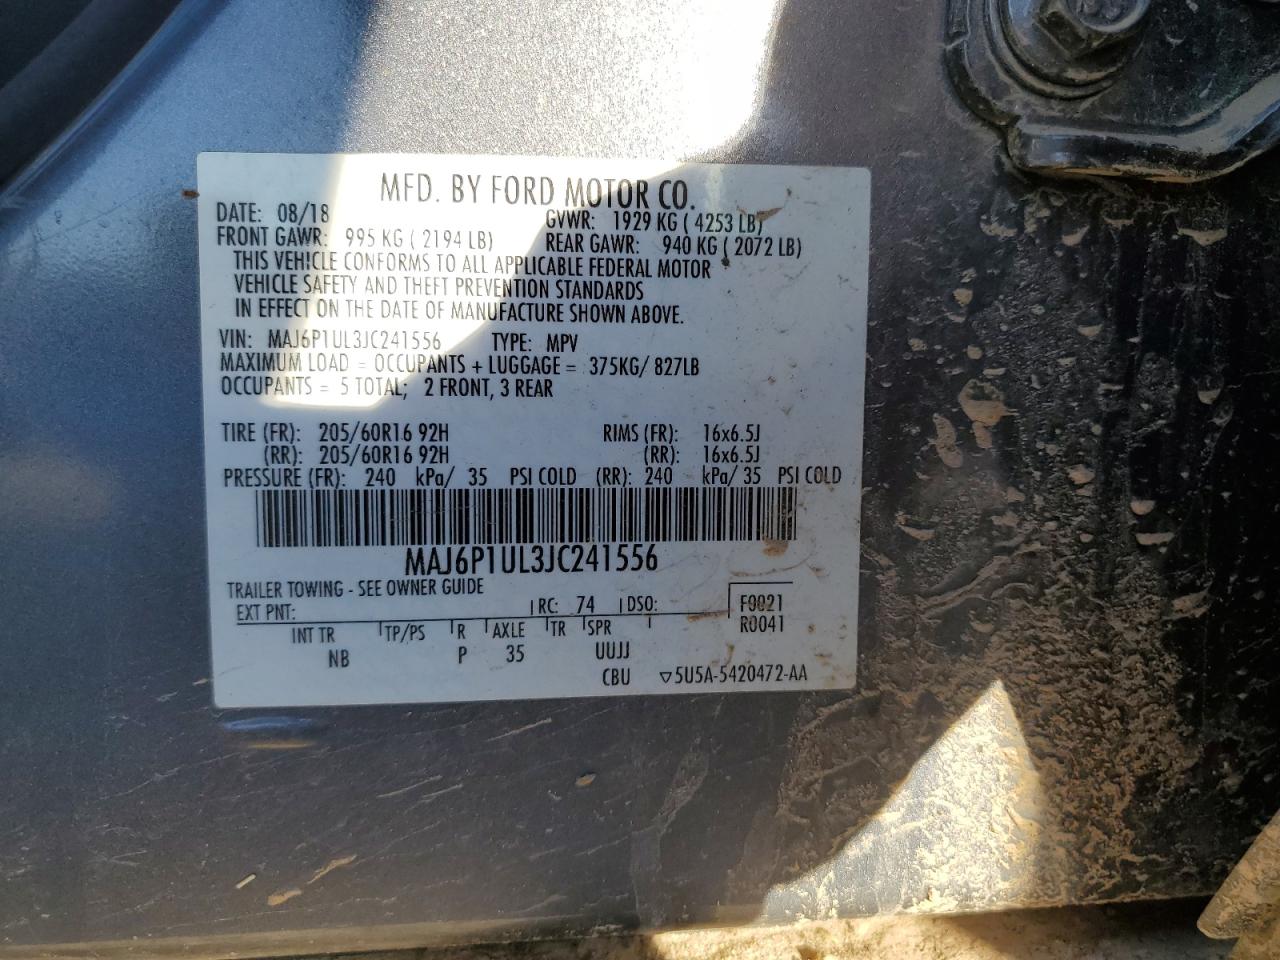 MFD. BY FORD MOTOR CO.
DATE: 08/18 GVWR: 1929 KG ( 4253 LB)
FRONT GAWR: 995 KG ( 2194 LB) REAR GAWR: 940 KG ( 2072 LB)
THIS VEHICLE CONFORMS TO ALL APPLICABLE FEDERAL MOTOR
VEHICLE SAFETY AND THEFT PREVENTION STANDARDS
IN EFFECT ON THE DATE OF MANUFACTURE SHOWN ABOVE.
VIN: MAJ6P1UL3JC241556 TYPE: MPV
MAXIMUM LOAD = OCCUPANTS + LUGGAGE = 375KG/ 827LB
OCCUPANTS = 5 TOTAL; 2 FRONT, 3 REAR
TIRE (FR): 205/60R16 92H RIMS (FR): 16x6.5J
(RR): 205/60R16 92H (RR): 16x6.5J
PRESSURE (FR): 240 kPa/ 35 PSI COLD (RR): 240 kPa/ 35 PSI COLD
MAJ6P1UL3JC241556
TRAILER TOWING - SEE OWNER GUIDE
EXT PNT: RC: 74 DSO: F0021
R0041
INT TR TP/PS R AXLE TR SPR
NB P 35 UUJJ
CBU ▽5U5A-5420472-AA